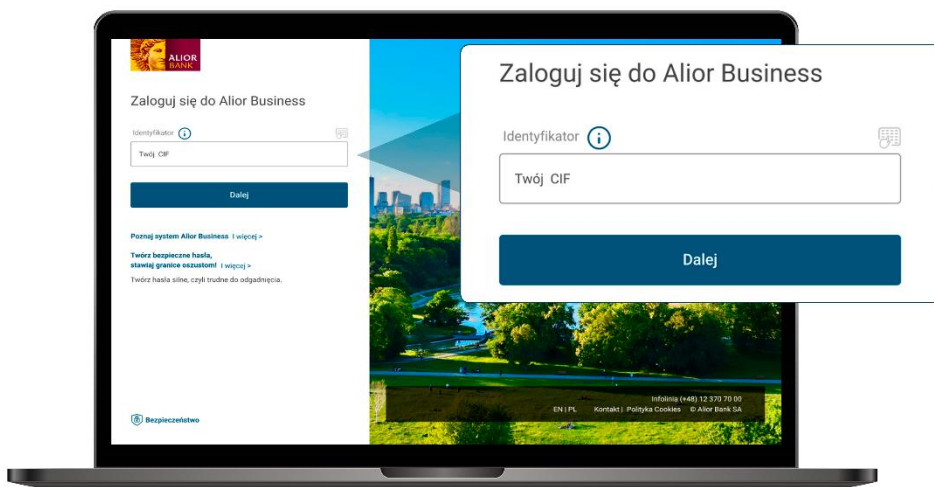 ALIOR
BANK
Zaloguj się do Alior Business
Identyfikator
Twój CIF
Dalej
Poznaj system Alior Business | więcej >
Twórz bezpieczne hasła,
stawiaj granice oszustom! | więcej >
Twórz hasła silne, czyli trudne do odgadnięcia.
Bezpieczeństwo
Zaloguj się do Alior Business
Identyfikator
Twój CIF
Dalej
Infolinia (+48) 12 370 70 00
EN | PL Kontakt | Polityka Cookies © Alior Bank SA